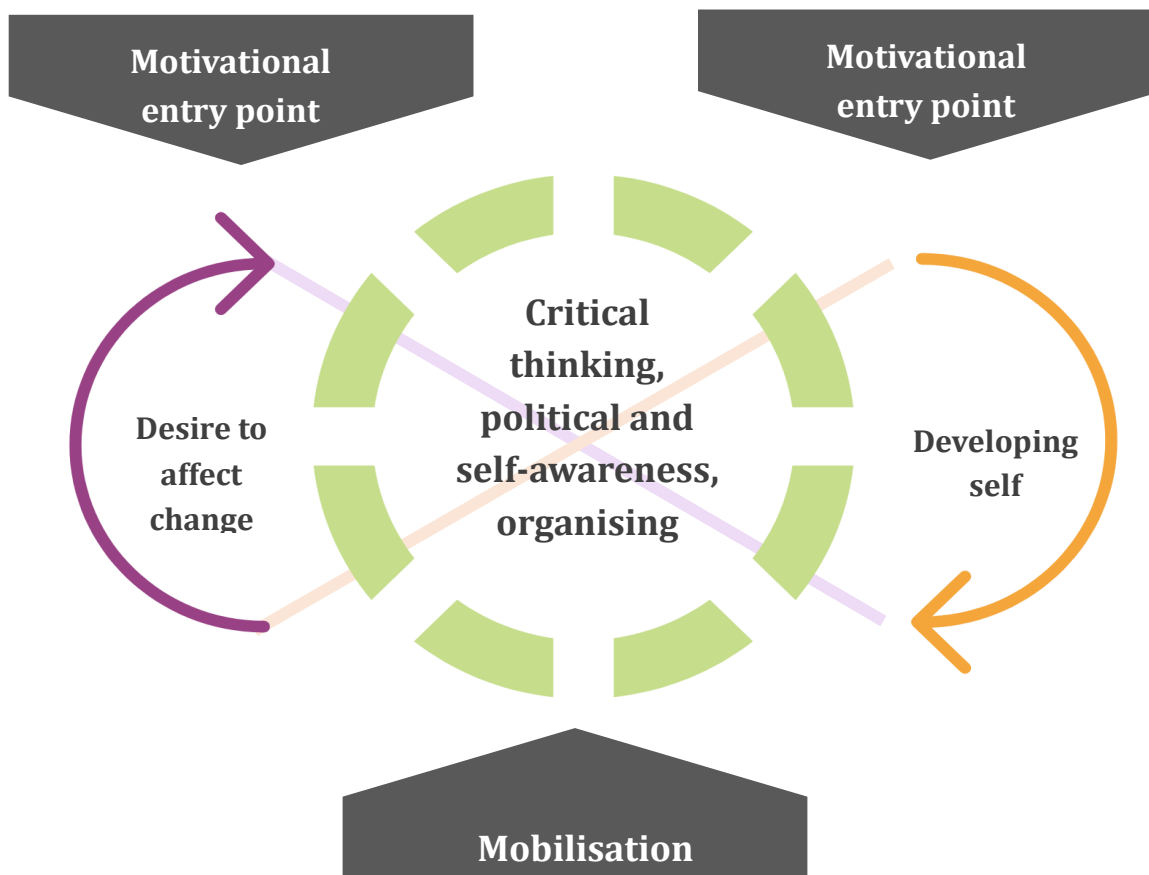 Motivational
entry point
Motivational
entry point
Critical
thinking,
political and
self-awareness,
organising
Desire to
affect
change
Developing
self
Mobilisation